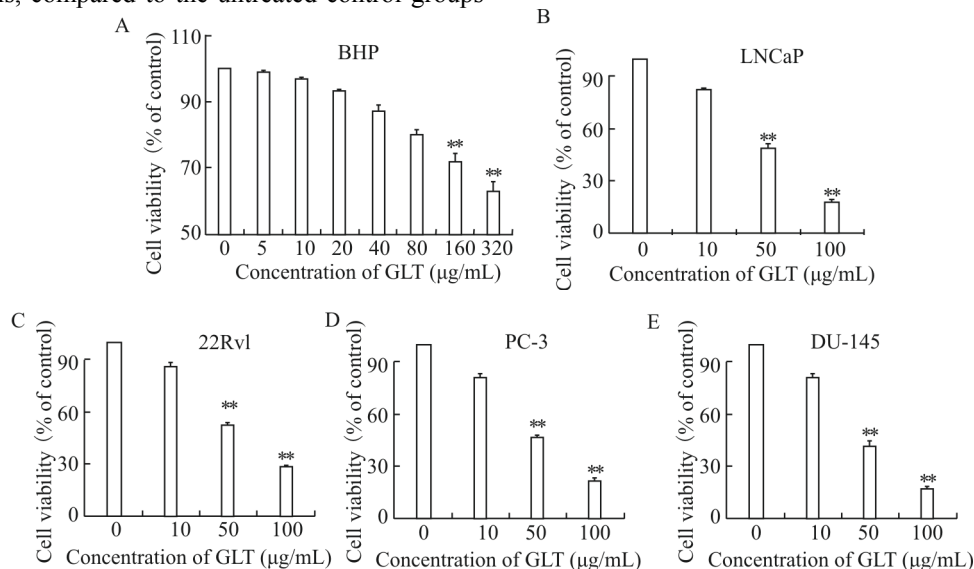 ns, compared to the untreated control groups
A
BHP
Cell viability (% of control)
110
90
70
50
0 5 10 20 40 80 160 320
** **
Concentration of GLT (μg/mL)
B
LNCaP
Cell viability (% of control)
90
60
30
0
0 10 50 100
** **
Concentration of GLT (μg/mL)
C
22Rvl
Cell viability (% of control)
90
60
30
0
0 10 50 100
** **
Concentration of GLT (μg/mL)
D
PC-3
Cell viability (% of control)
90
60
30
0
0 10 50 100
** **
Concentration of GLT (μg/mL)
E
DU-145
Cell viability (% of control)
90
60
30
0
0 10 50 100
** **
Concentration of GLT (μg/mL)